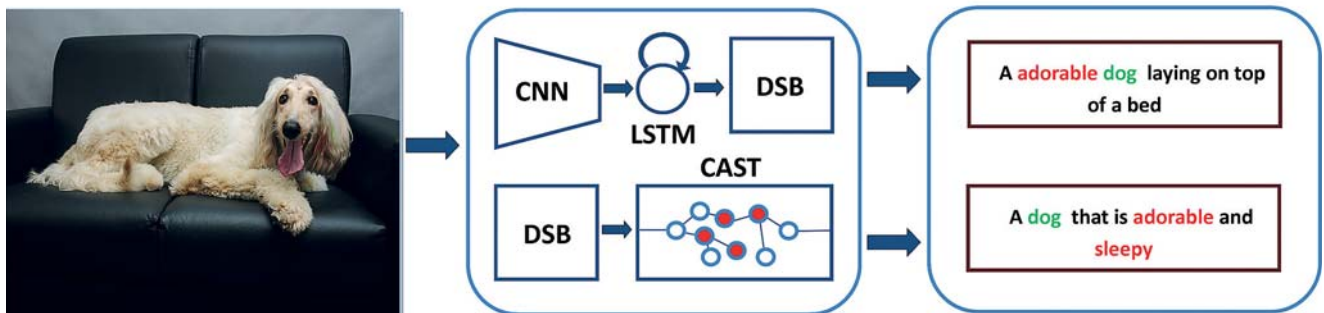 CNN
LSTM
DSB
CAST
DSB
A adorable dog laying on top
of a bed
A dog that is adorable and
sleepy